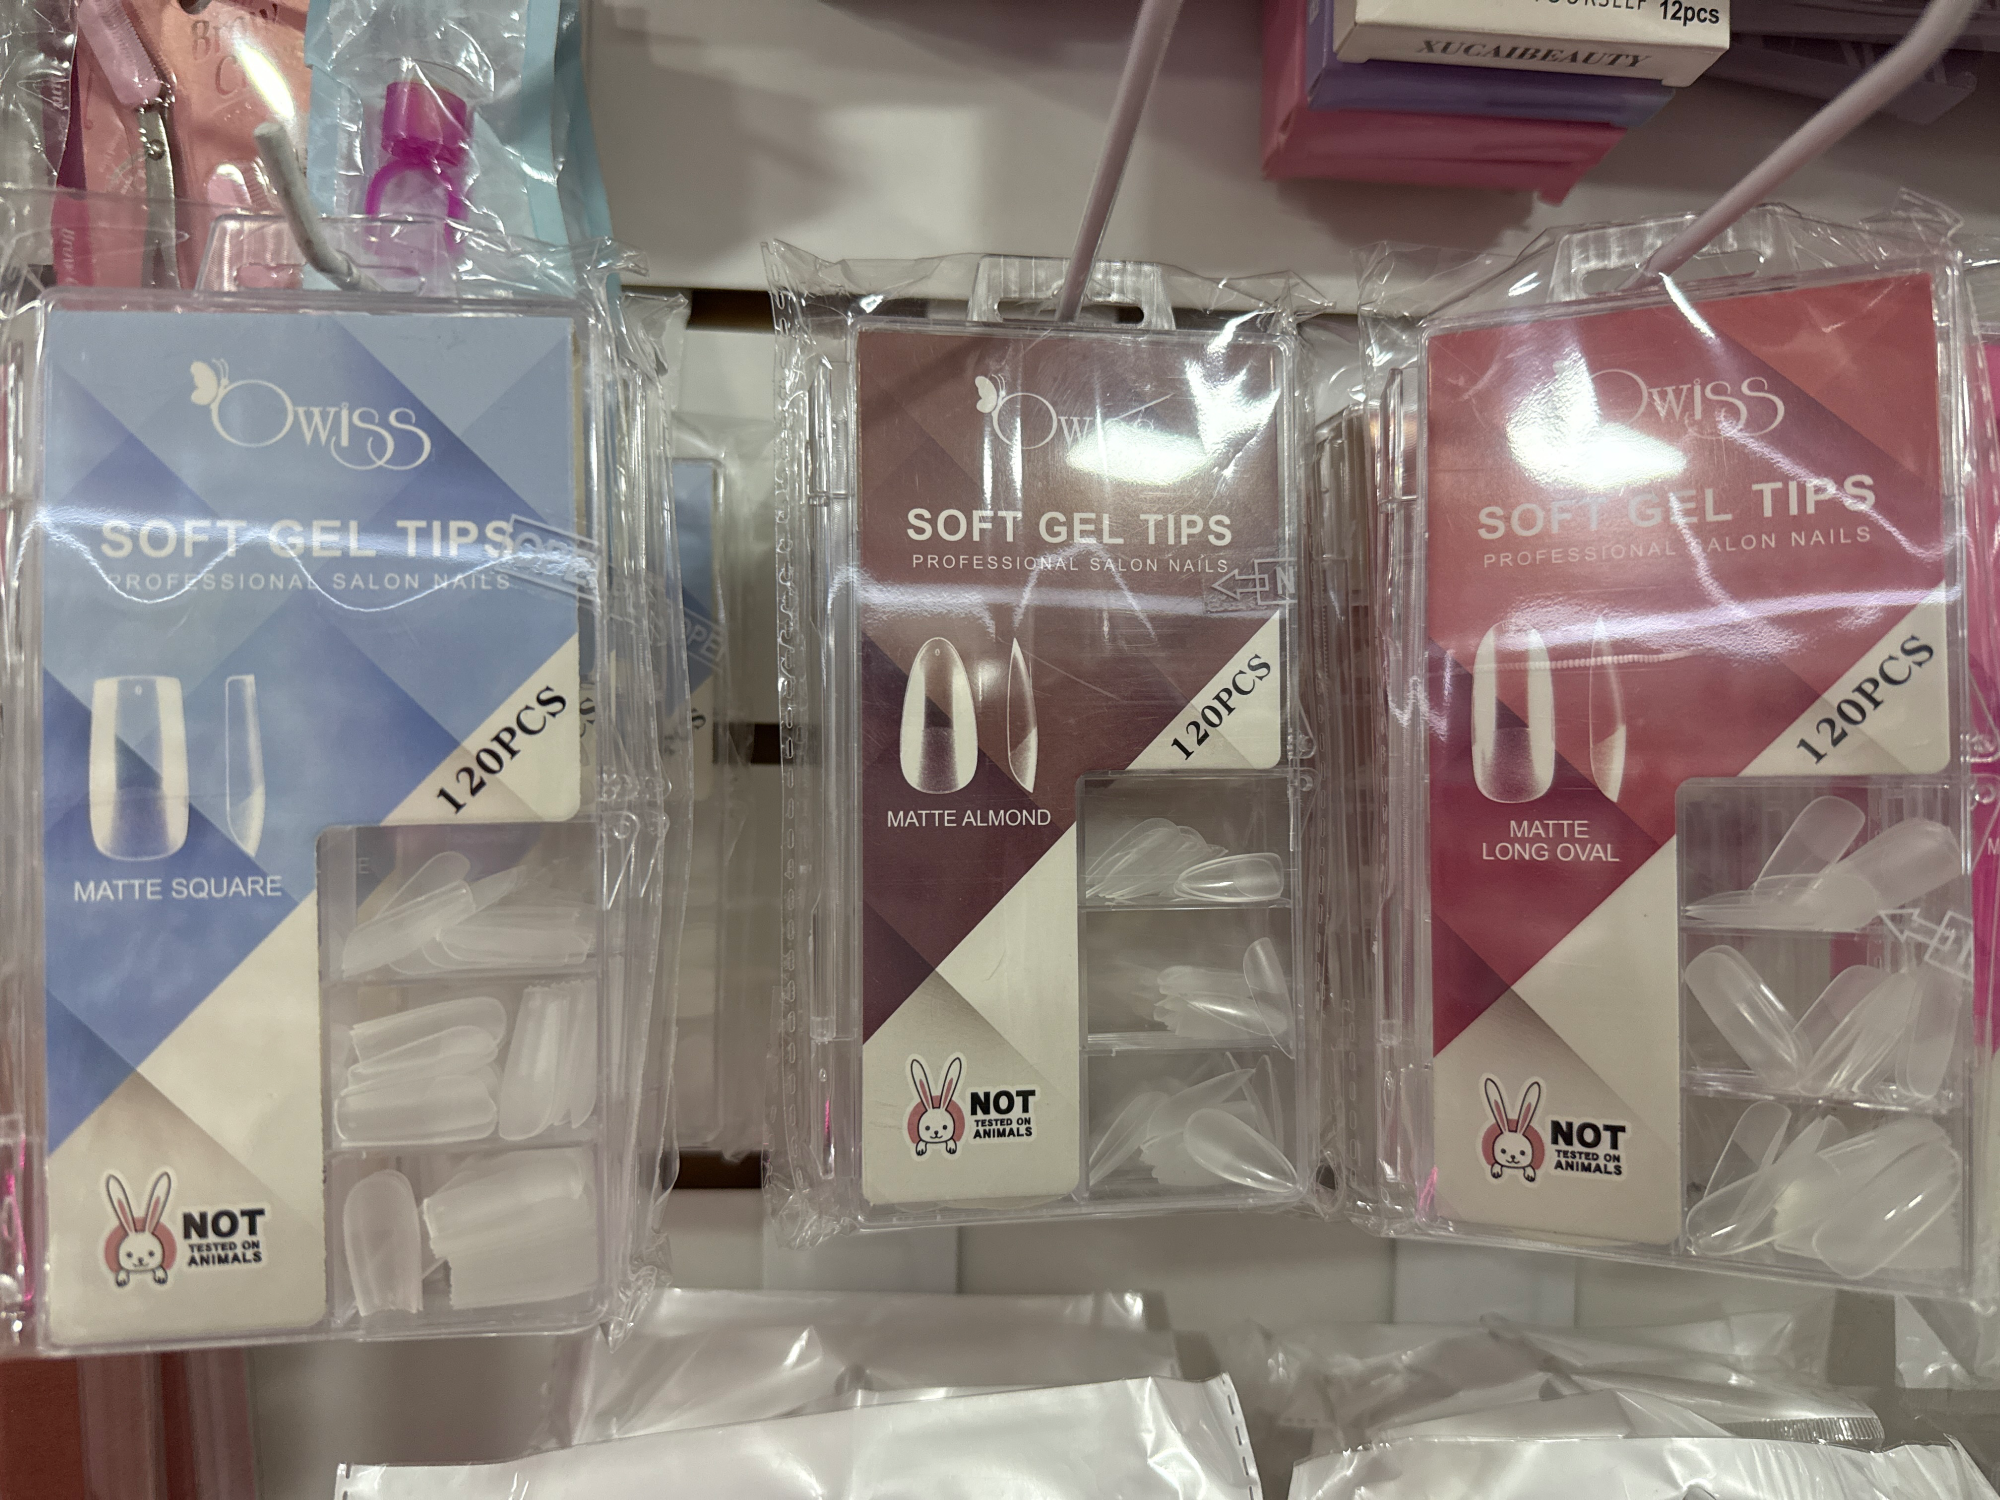 12pcs
XUCAIBEAUTY
Owiss
SOFT GEL TIPS
PROFESSIONAL SALON NAILS
OPEN
120PCS
MATTE SQUARE
NOT
TESTED ON
ANIMALS
Owiss
SOFT GEL TIPS
PROFESSIONAL SALON NAILS
120PCS
MATTE ALMOND
NOT
TESTED ON
ANIMALS
Owiss
SOFT GEL TIPS
PROFESSIONAL SALON NAILS
120PCS
MATTE
LONG OVAL
NOT
TESTED ON
ANIMALS